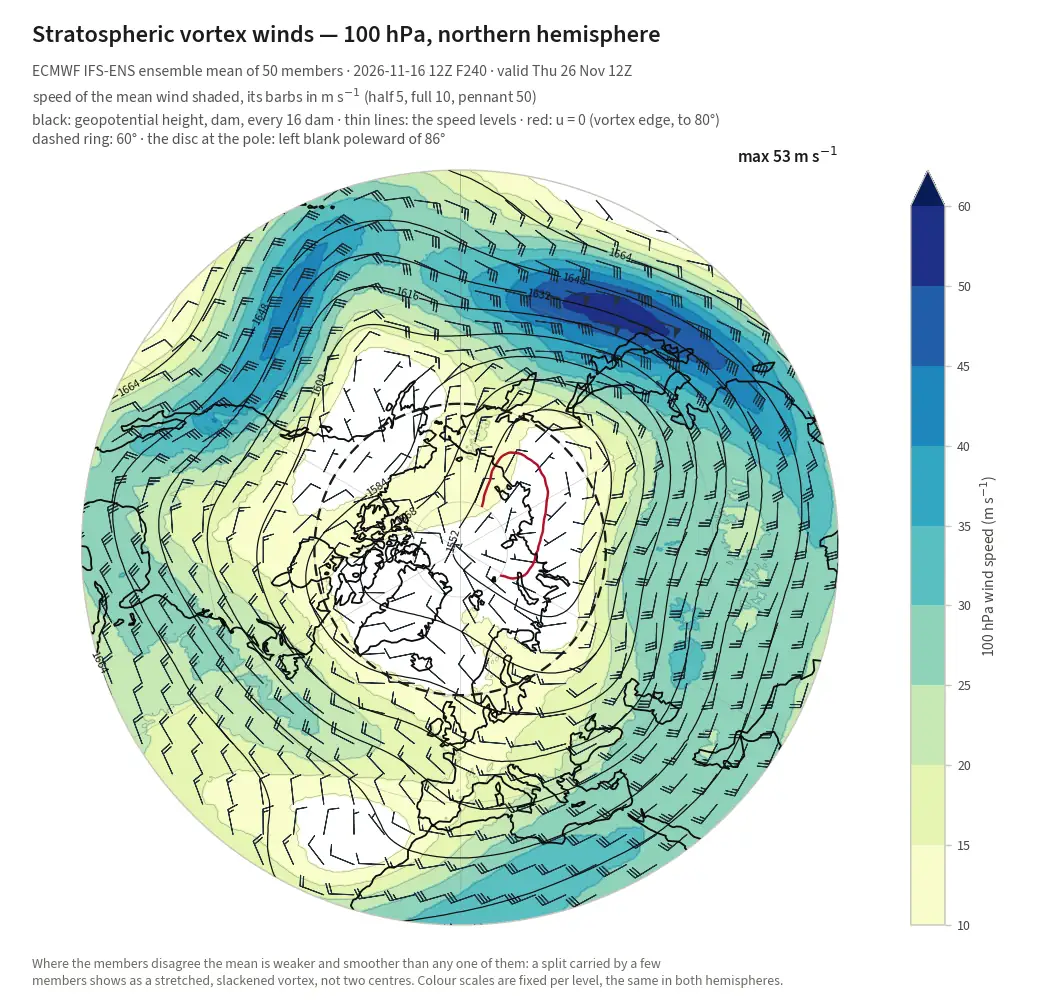 Stratospheric vortex winds — 100 hPa, northern hemisphere
ECMWF IFS-ENS ensemble mean of 50 members · 2026-11-16 12Z F240 · valid Thu 26 Nov 12Z
speed of the mean wind shaded, its barbs in m s⁻¹ (half 5, full 10, pennant 50)
black: geopotential height, dam, every 16 dam · thin lines: the speed levels · red: u = 0 (vortex edge, to 80°)
dashed ring: 60° · the disc at the pole: left blank poleward of 86°
max 53 m s⁻¹
1664
1648
1632
1616
1648
1600
1664
1584
1552
1664
60
50
45
40
35
30
25
20
15
10
100 hPa wind speed (m s⁻¹)
Where the members disagree the mean is weaker and smoother than any one of them: a split carried by a few
members shows as a stretched, slackened vortex, not two centres. Colour scales are fixed per level, the same in both hemispheres.